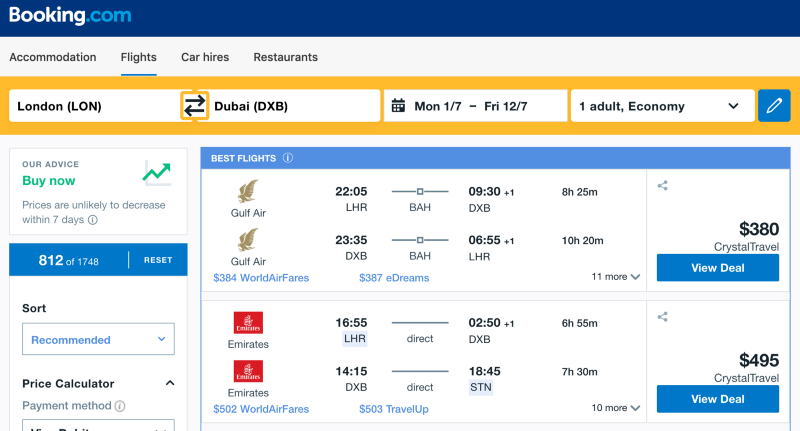 Booking.com
Accommodation Flights Car hires Restaurants
London (LON) Dubai (DXB) Mon 1/7 – Fri 12/7 1 adult, Economy
OUR ADVICE
Buy now
Prices are unlikely to decrease
within 7 days
812 of 1748 RESET
Sort
Recommended
Price Calculator
Payment method
BEST FLIGHTS
Gulf Air
22:05 09:30 +1 8h 25m
LHR BAH DXB
Gulf Air
23:35 06:55 +1 10h 20m
DXB BAH LHR
$384 WorldAirFares $387 eDreams 11 more
$380
CrystalTravel
View Deal
Emirates
Emirates
16:55 02:50 +1 6h 55m
LHR direct DXB
Emirates
Emirates
14:15 18:45 7h 30m
DXB direct STN
$502 WorldAirFares $503 TravelUp 10 more
$495
CrystalTravel
View Deal